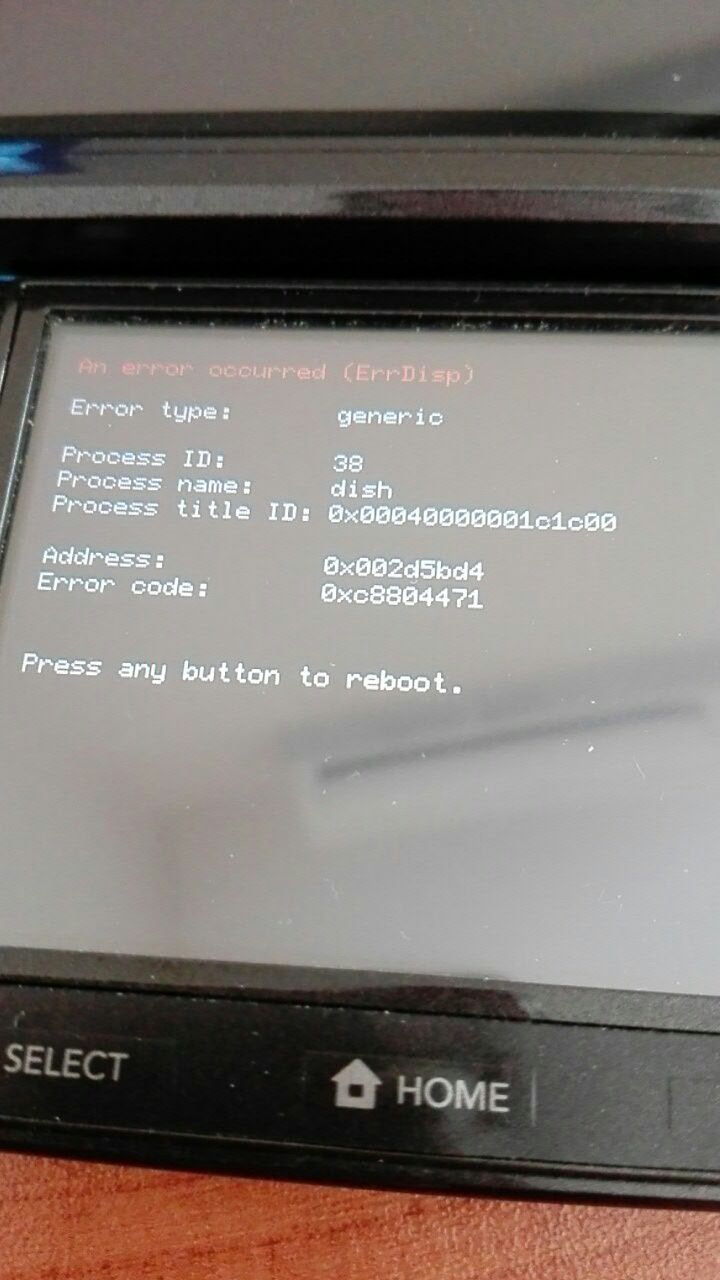 An error occurred (ErrDisp)
Error type: generic
Process ID: 38
Process name: dish
Process title ID: 0x00040000001c1c00
Address: 0x002d5bd4
Error code: 0xc8804471
Press any button to reboot.
SELECT
HOME